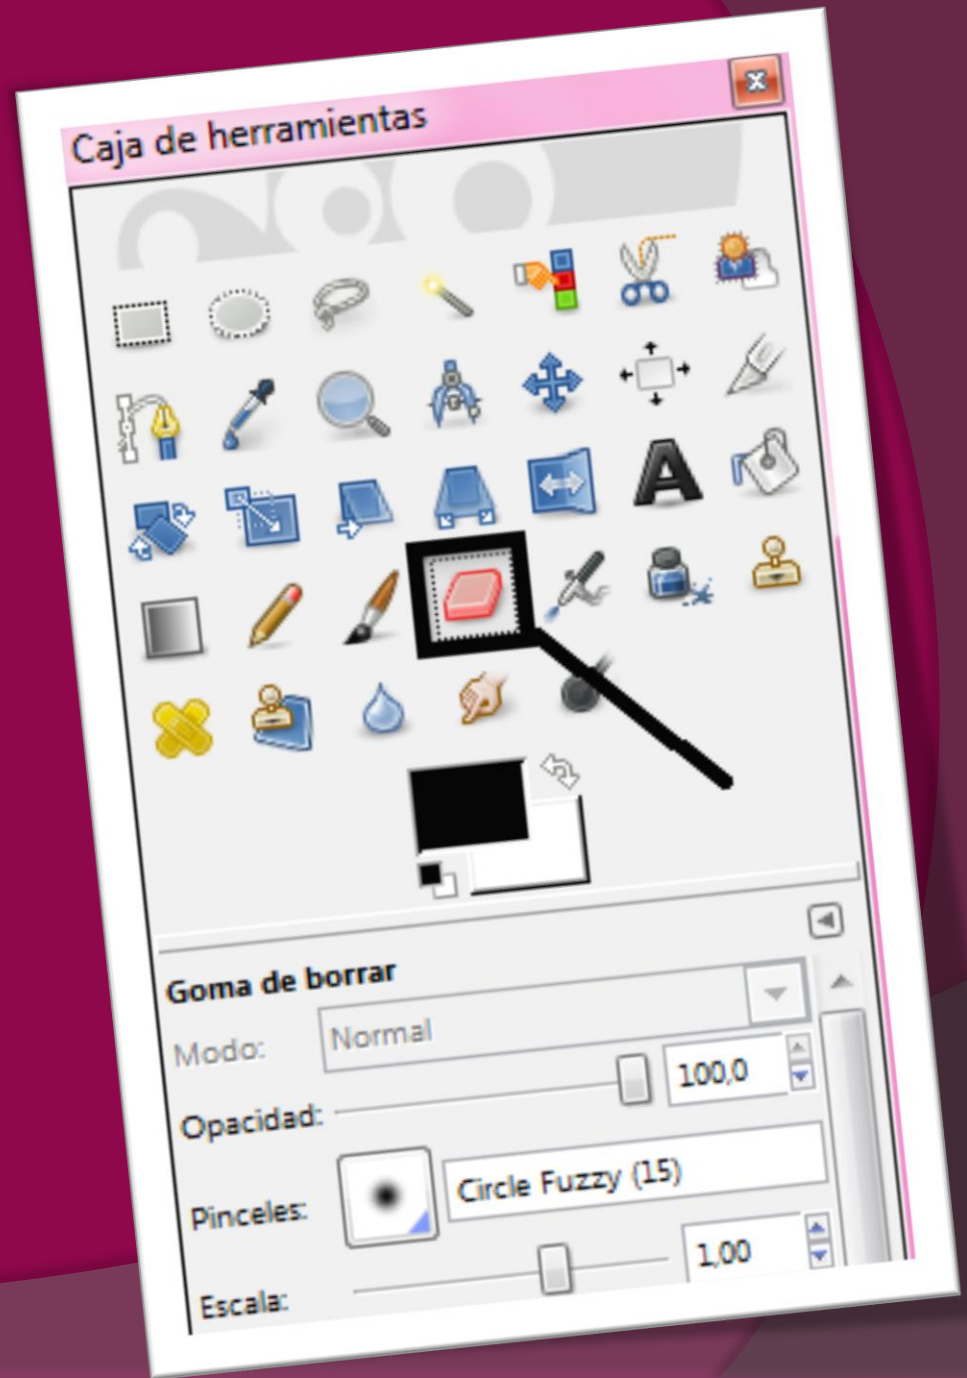 Caja de herramientas
Goma de borrar
Modo: Normal
Opacidad: 100,0
Pinceles: Circle Fuzzy (15)
Escala: 1,00